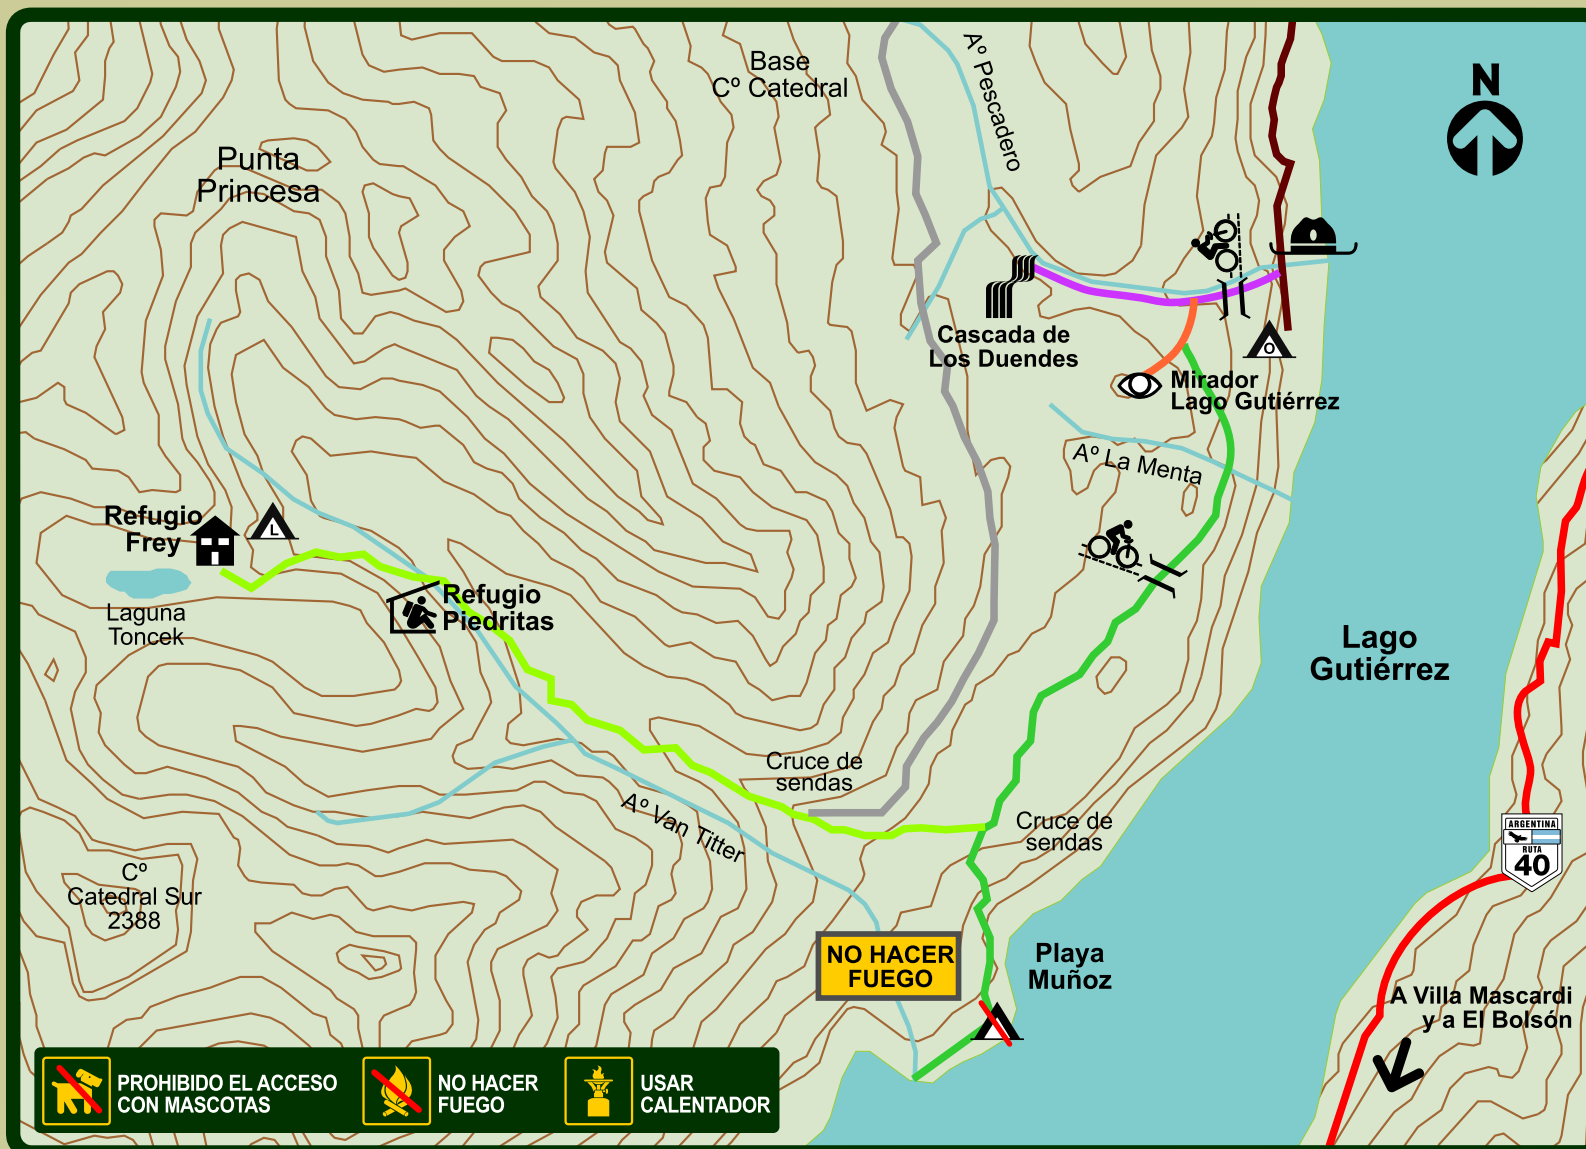 Base
Cº Catedral
Aº Pescadero
N
Punta
Princesa
Cascada de
Los Duendes
O
Mirador
Lago Gutiérrez
Aº La Menta
Refugio
Frey
L
Laguna
Toncek
Refugio
Piedritas
Lago
Gutiérrez
Cruce de
sendas
Aº Van Titter
Cruce de
sendas
ARGENTINA
RUTA
40
Cº
Catedral Sur
2388
NO HACER
FUEGO
Playa
Muñoz
A Villa Mascardi
y a El Bolsón
PROHIBIDO EL ACCESO
CON MASCOTAS
NO HACER
FUEGO
USAR
CALENTADOR